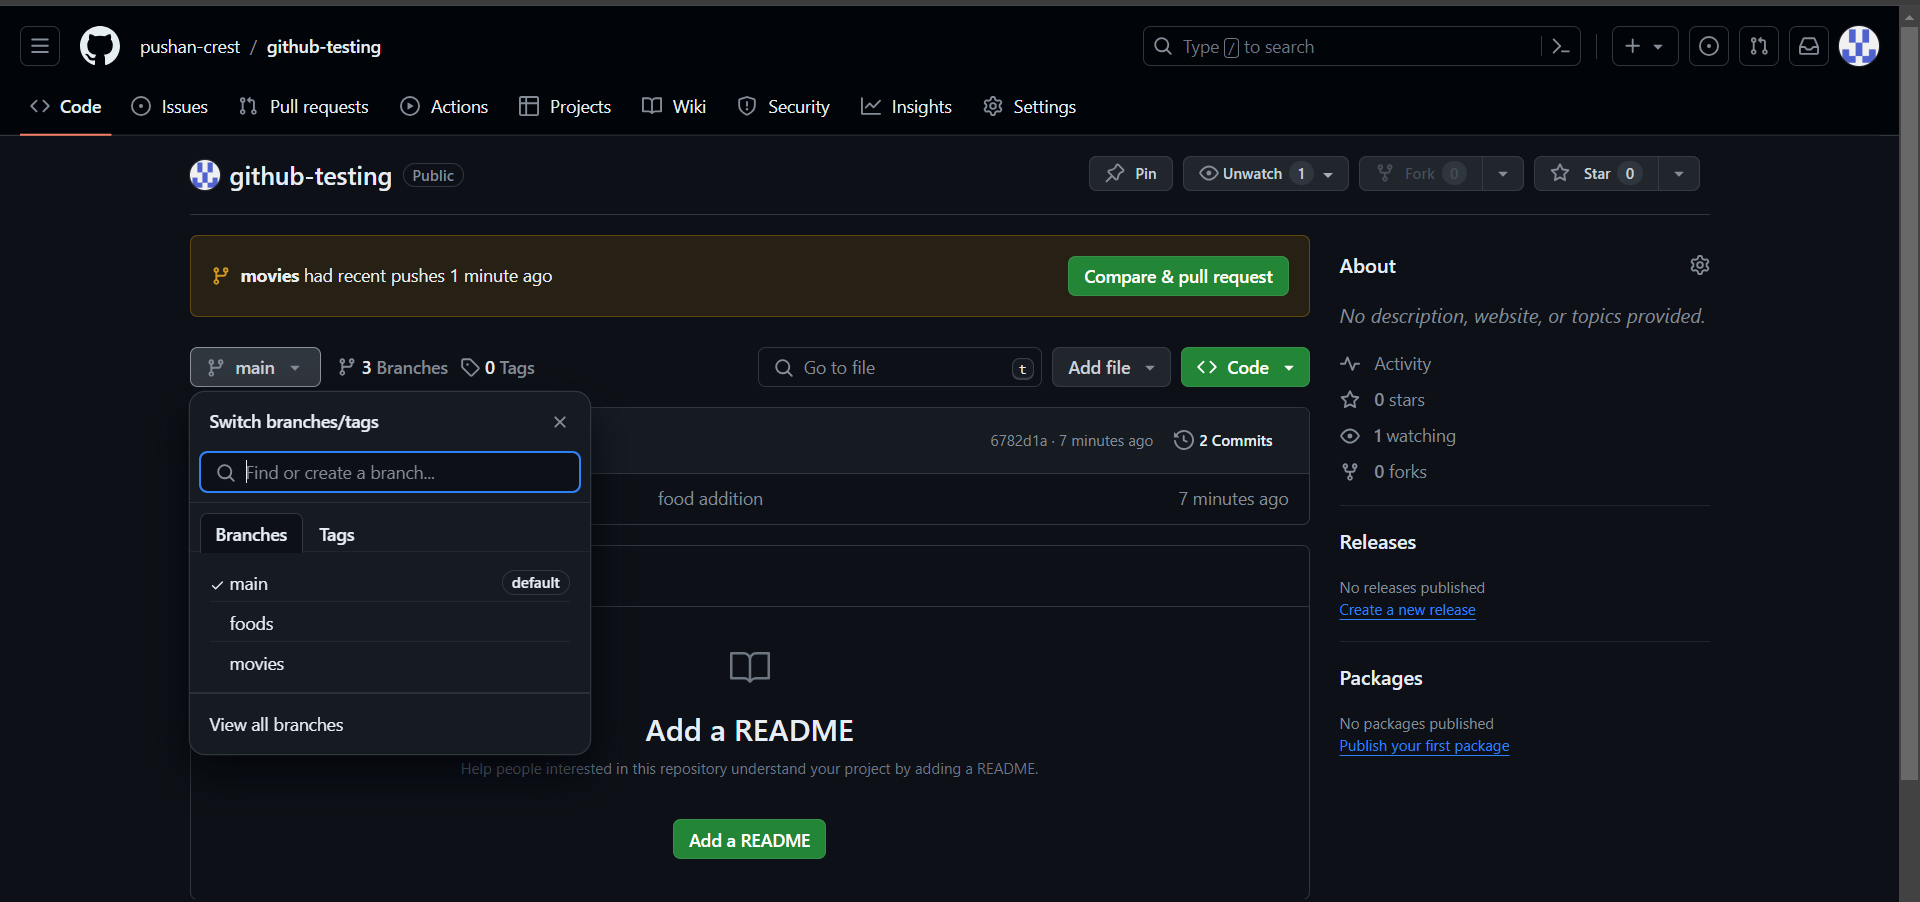 pushan-crest / github-testing
Type / to search
Code
Issues
Pull requests
Actions
Projects
Wiki
Security
Insights
Settings
github-testing Public
Pin
Unwatch 1
Fork 0
Star 0
movies had recent pushes 1 minute ago
Compare & pull request
main
3 Branches
0 Tags
Go to file
t
Add file
Code
Switch branches/tags
Find or create a branch...
Branches
Tags
main
default
foods
movies
View all branches
6782d1a · 7 minutes ago
2 Commits
food addition
7 minutes ago
Add a README
Help people interested in this repository understand your project by adding a README.
Add a README
About
No description, website, or topics provided.
Activity
0 stars
1 watching
0 forks
Releases
No releases published
Create a new release
Packages
No packages published
Publish your first package